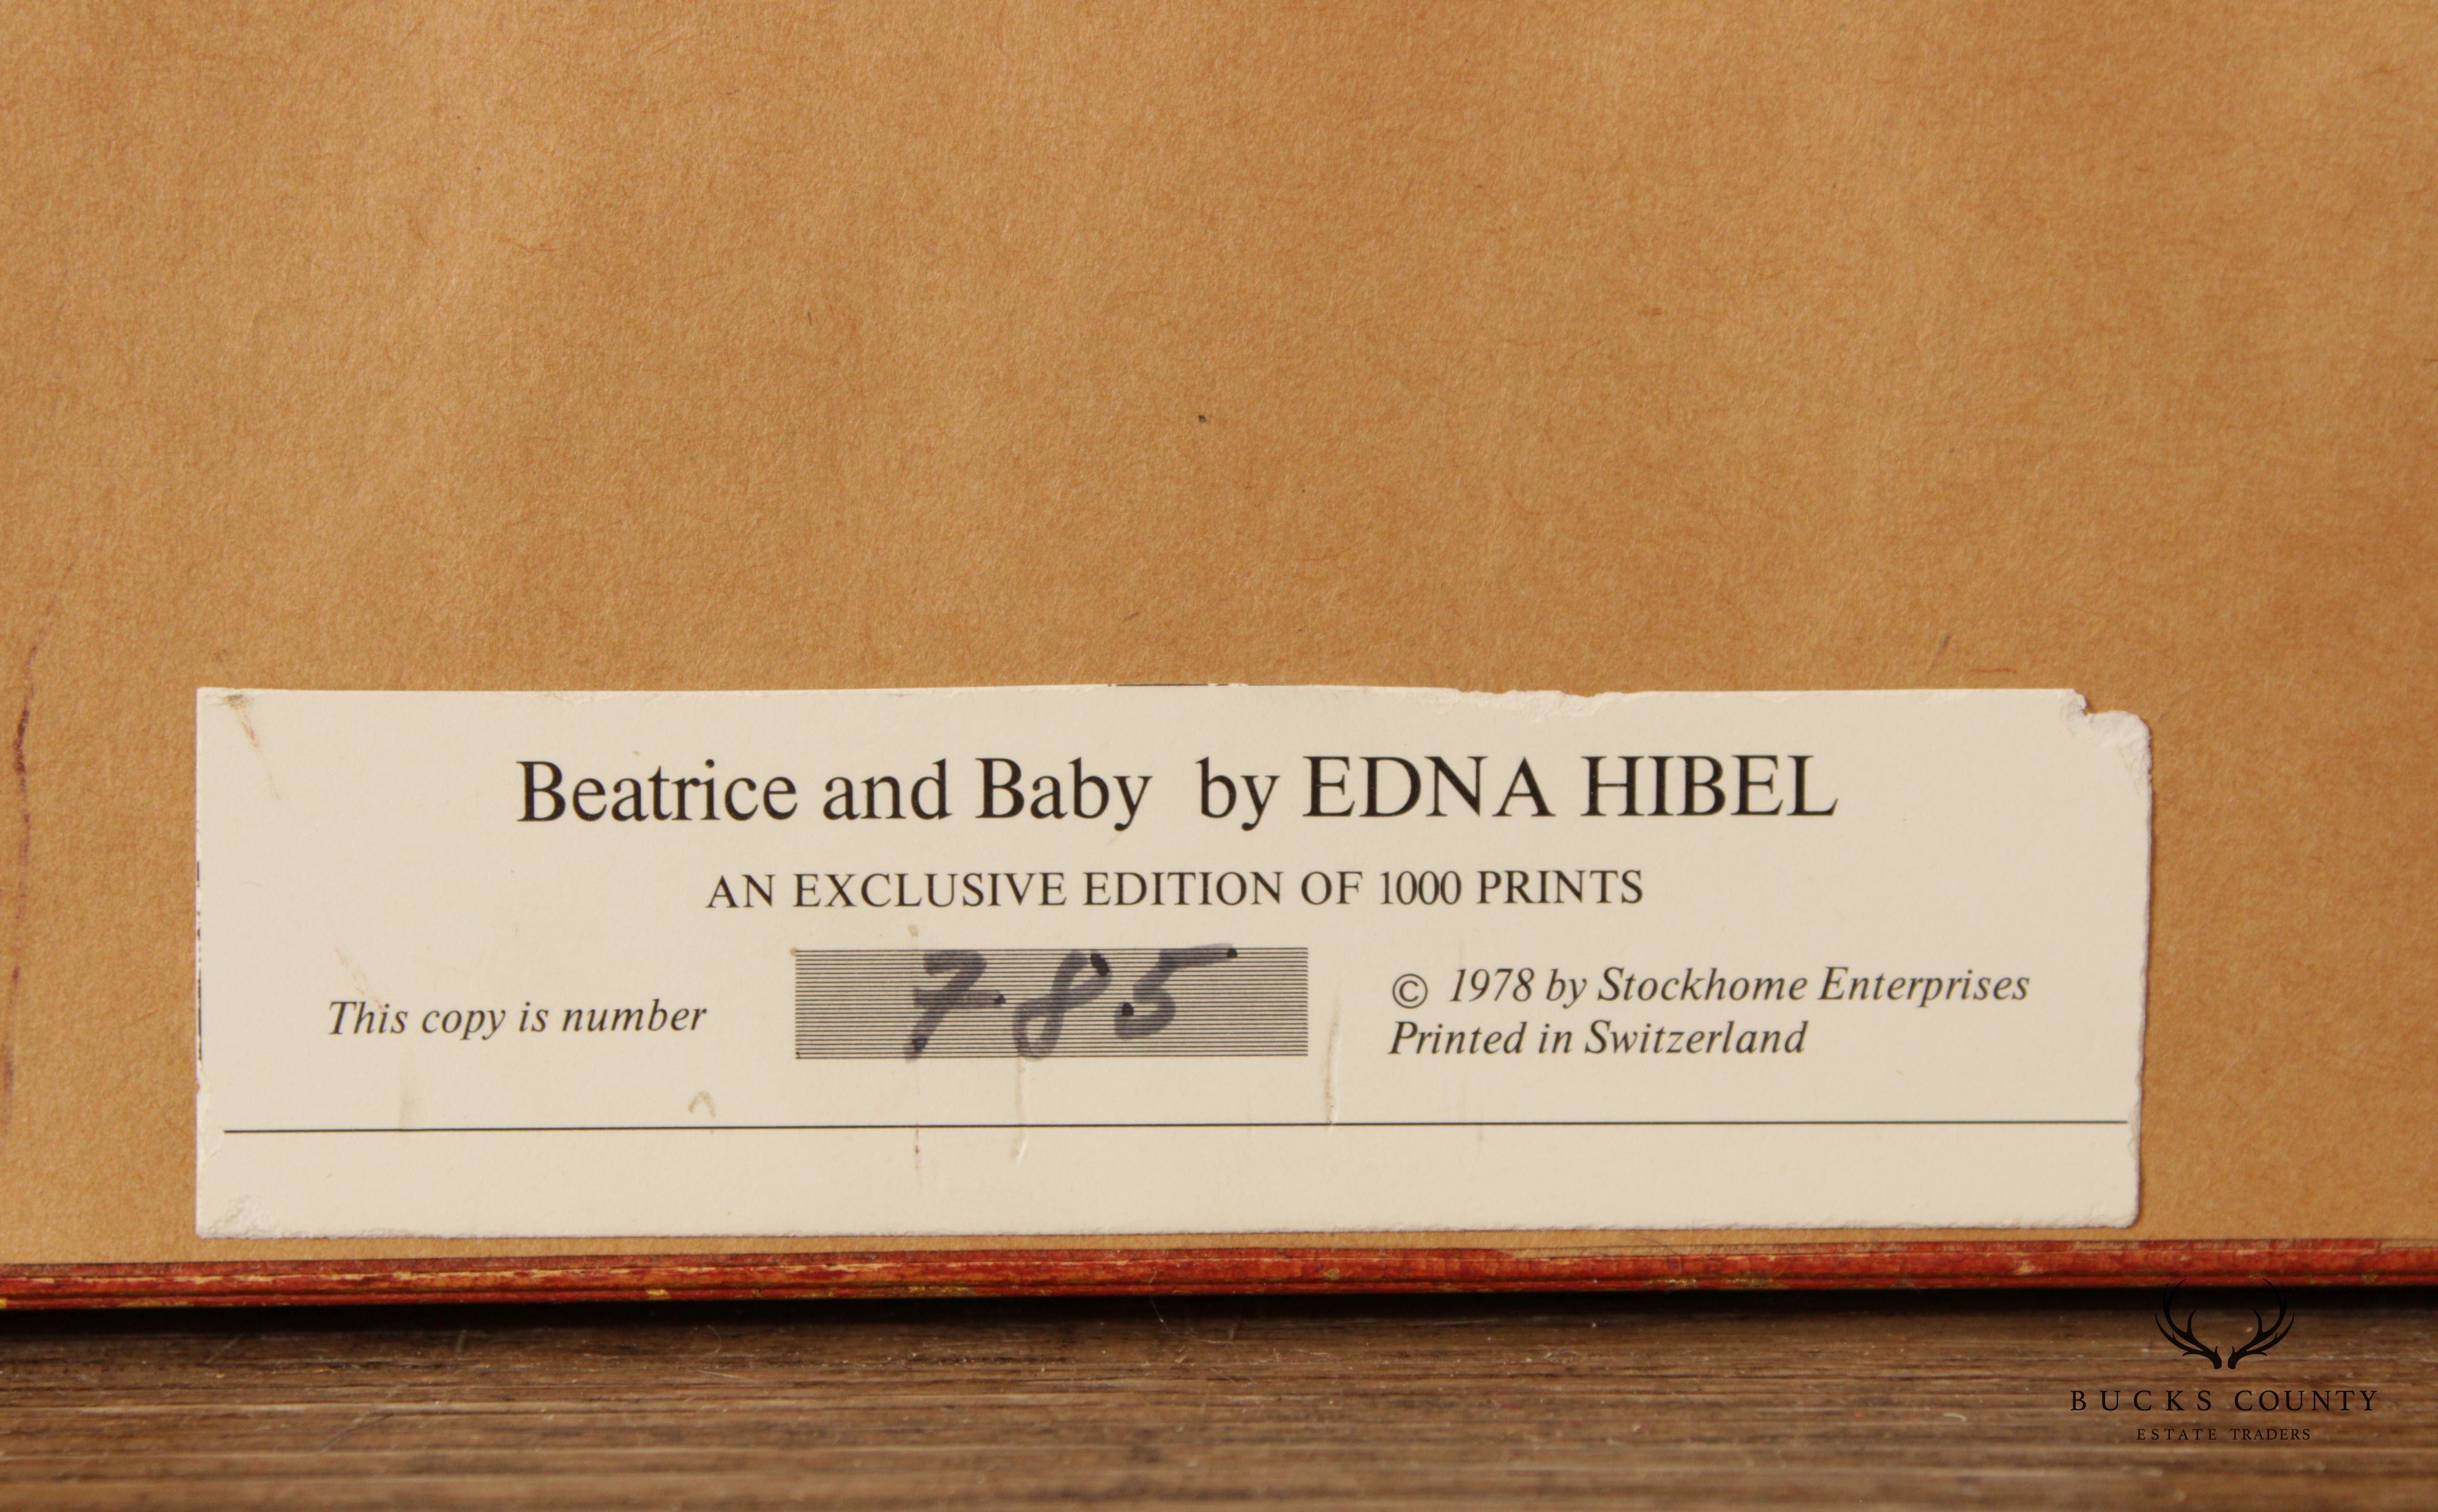 Beatrice and Baby by EDNA HIBEL
AN EXCLUSIVE EDITION OF 1000 PRINTS
This copy is number 785
© 1978 by Stockhome Enterprises
Printed in Switzerland
BUCKS COUNTY
ESTATE TRADERS